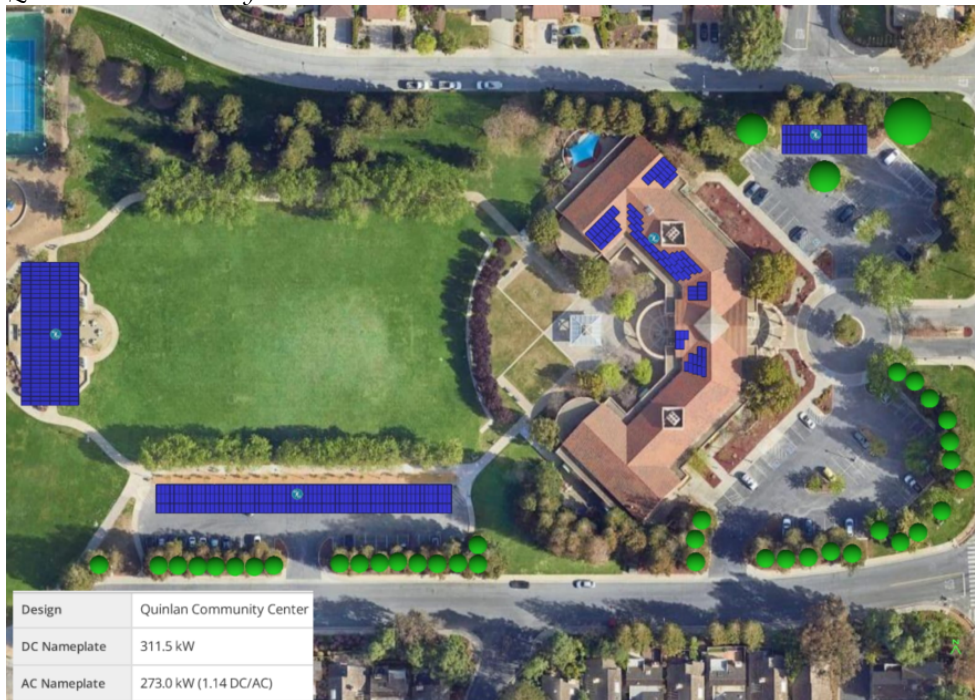 Design Quinlan Community Center
DC Nameplate 311.5 kW
AC Nameplate 273.0 kW (1.14 DC/AC)